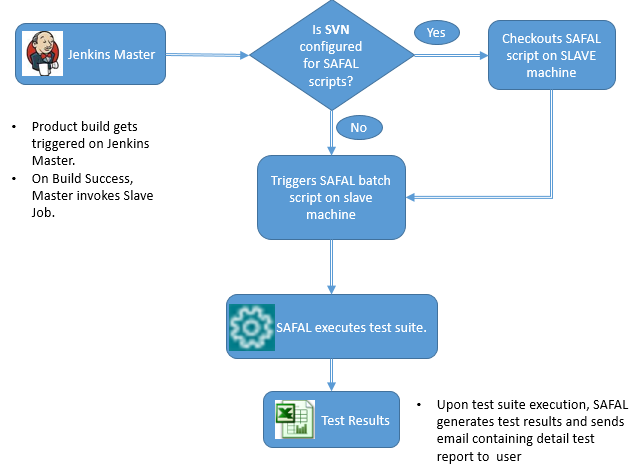 Jenkins Master
Is SVN
configured
for SAFAL
scripts?
Yes
Checkouts SAFAL
script on SLAVE
machine
No
• Product build gets
triggered on Jenkins
Master.
• On Build Success,
Master invokes Slave
Job.
Triggers SAFAL batch
script on slave
machine
SAFAL executes test suite.
Test Results
• Upon test suite execution, SAFAL
generates test results and sends
email containing detail test
report to user